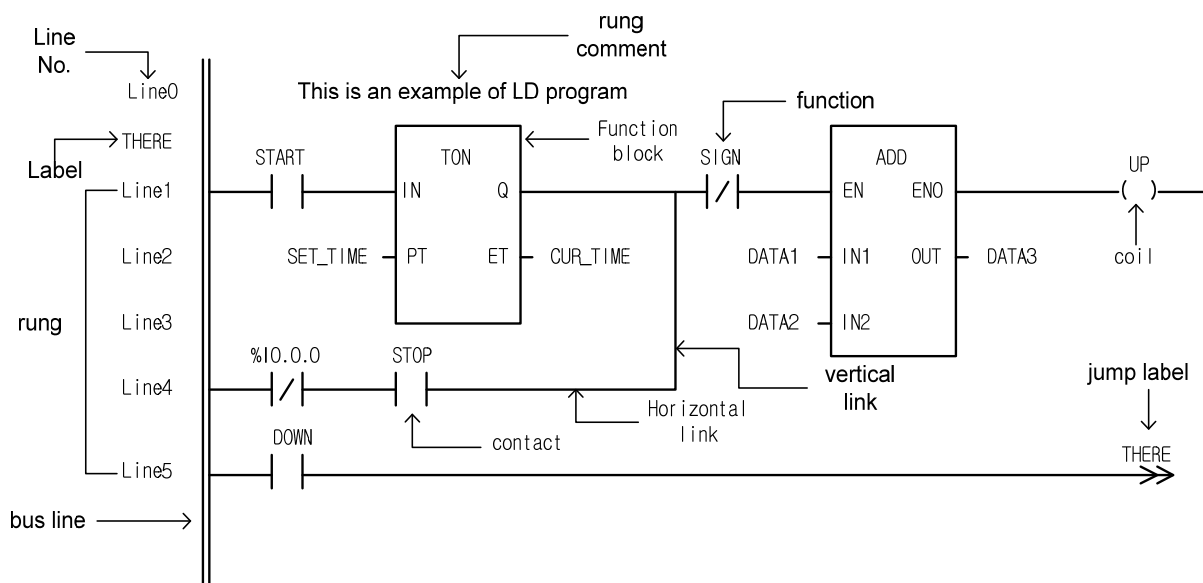 Line
No.
rung
comment
Line0
This is an example of LD program
function
THERE
Label
START
TON
Function
block
SIGN
ADD
UP
Line1
IN
Q
EN
ENO
coil
Line2
SET_TIME
PT
ET
CUR_TIME
DATA1
IN1
OUT
DATA3
rung
Line3
DATA2
IN2
%I0.0.0
STOP
Line4
vertical
link
jump label
Horizontal
link
contact
DOWN
THERE
Line5
bus line